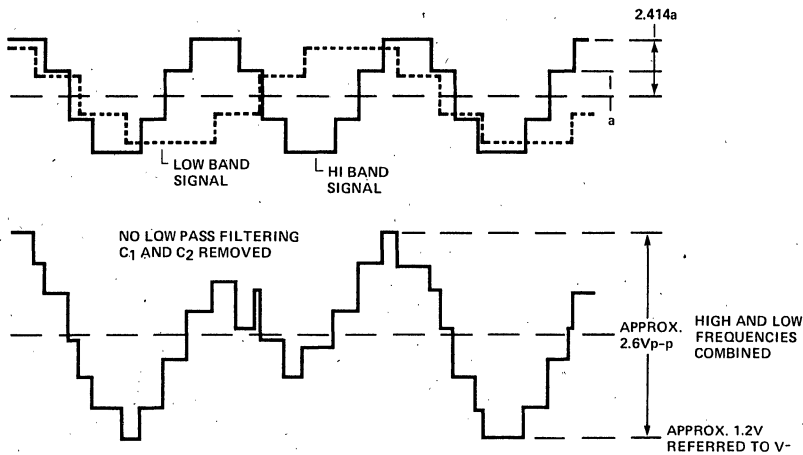 2.414a
a
LOW BAND
SIGNAL
HI BAND
SIGNAL
NO LOW PASS FILTERING
C1 AND C2 REMOVED
APPROX.
2.6Vp-p
HIGH AND LOW
FREQUENCIES
COMBINED
APPROX. 1.2V
REFERRED TO V-